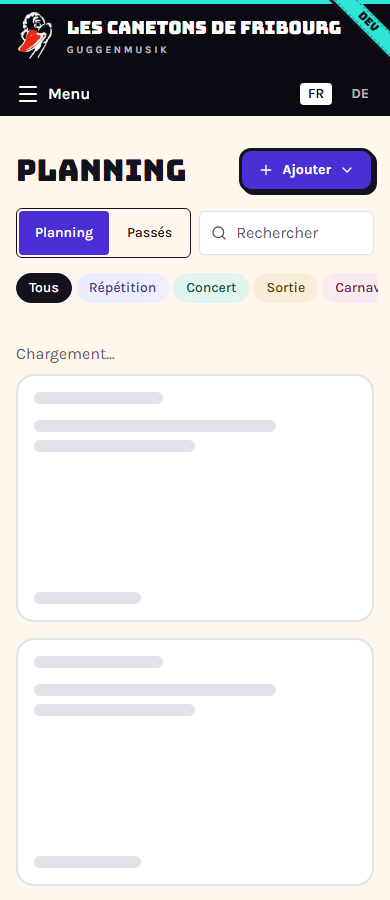 LES CANETONS DE FRIBOURG
GUGGENMUSIK
DEV
Menu
FR
DE
PLANNING
Ajouter
Planning
Passés
Rechercher
Tous
Répétition
Concert
Sortie
Carnav
Chargement...